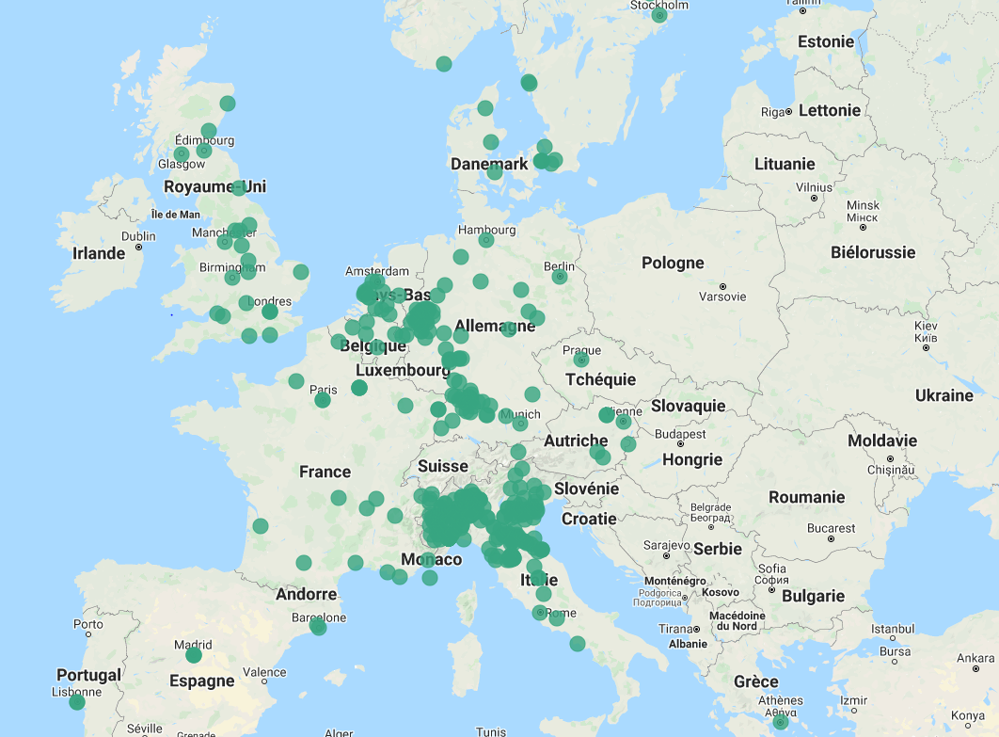 Stockholm
Tallinn
Estonie
Riga
Lettonie
Édimbourg
Glasgow
Danemark
Lituanie
Royaume-Uni
Vilnius
Île de Man
Minsk
Мінск
Dublin
Manchester
Hambourg
Irlande
Biélorussie
Pologne
Birmingham
Amsterdam
Berlin
Varsovie
Londres
Pays-Bas
Allemagne
Kiev
Київ
Belgique
Prague
Luxembourg
Tchéquie
Paris
Ukraine
Slovaquie
Munich
Vienne
Budapest
Autriche
Moldavie
Hongrie
Suisse
France
Chișinău
Slovénie
Roumanie
Croatie
Belgrade
Београд
Bucarest
Sarajevo
Serbie
Monaco
Sofia
София
Italie
Monténégro
Andorre
Podgorica
Подгорица
Kosovo
Bulgarie
Barcelone
Rome
Macédoine
du Nord
Porto
Tirana
Istanbul
Madrid
Albanie
Bursa
Ankara
Portugal
Valence
Espagne
Grèce
Lisbonne
Athènes
Αθήνα
Izmir
Konya
Séville
Grenade
Alger
Tunis